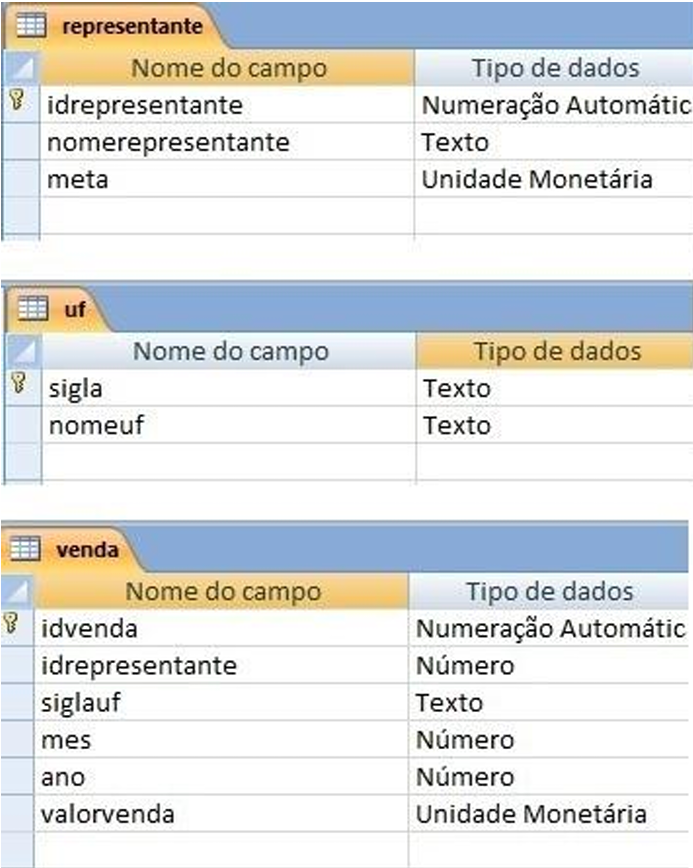 representante
Nome do campo Tipo de dados
idrepresentante Numeração Automátic
nomerepresentante Texto
meta Unidade Monetária
uf
Nome do campo Tipo de dados
sigla Texto
nomeuf Texto
venda
Nome do campo Tipo de dados
idvenda Numeração Automátic
idrepresentante Número
siglauf Texto
mes Número
ano Número
valorvenda Unidade Monetária